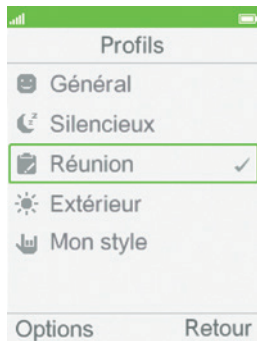 Profils
Général
Silencieux
Réunion
Extérieur
Mon style
Options Retour